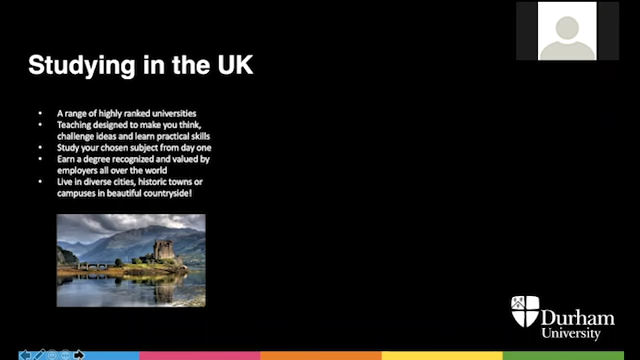 Studying in the UK
• A range of highly ranked universities
• Teaching designed to make you think,
challenge ideas and learn practical skills
• Study your chosen subject from day one
• Earn a degree recognized and valued by
employers all over the world
• Live in diverse cities, historic towns or
campuses in beautiful countryside!
Durham
University